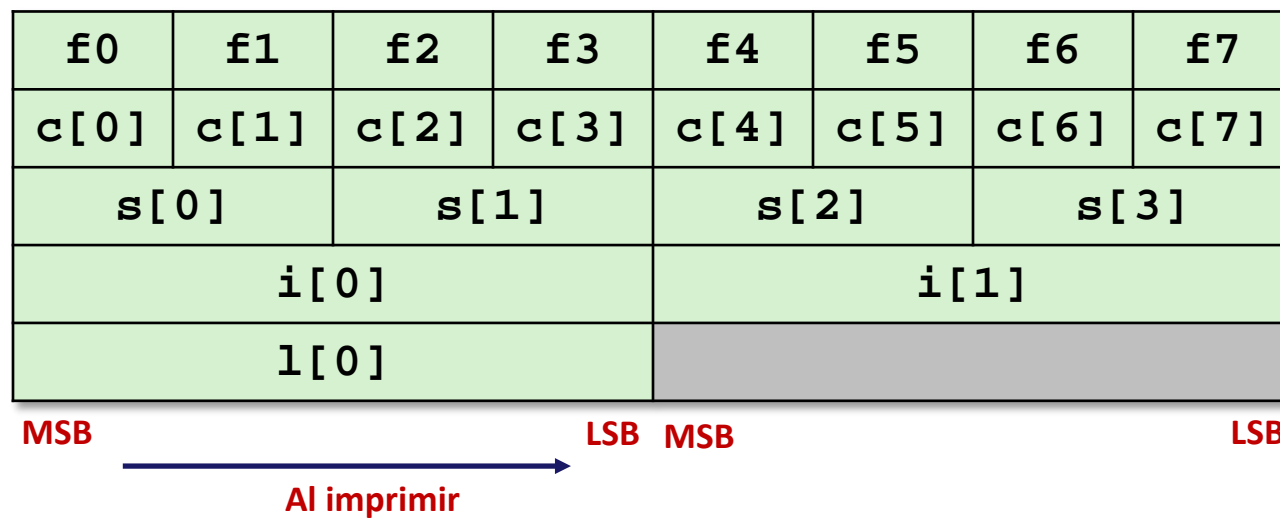 f0 f1 f2 f3 f4 f5 f6 f7
c[0] c[1] c[2] c[3] c[4] c[5] c[6] c[7]
s[0] s[1] s[2] s[3]
i[0] i[1]
l[0]
MSB LSB MSB LSB
Al imprimir